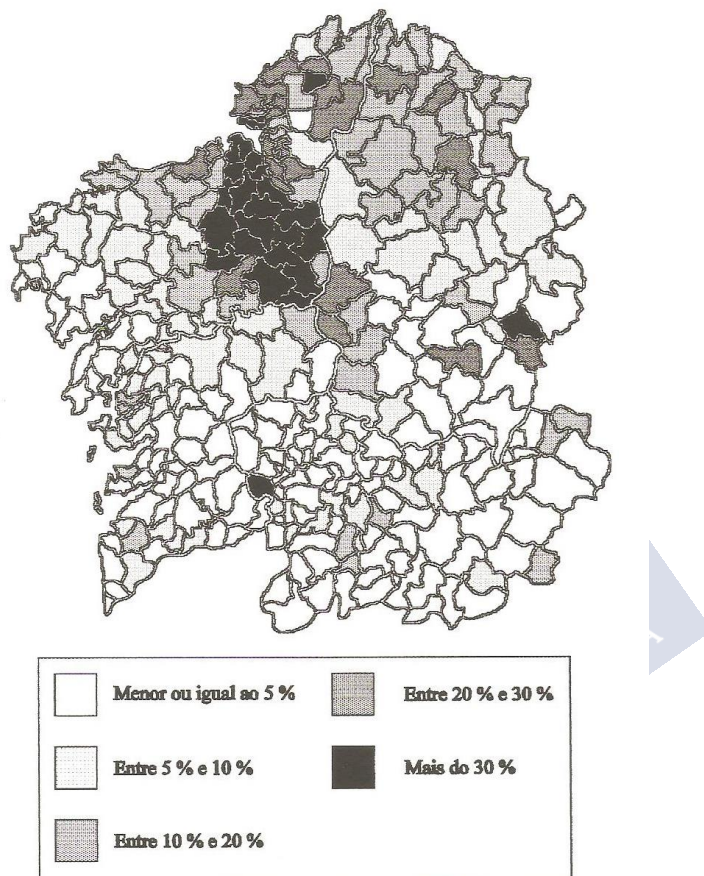 Menor ou igual ao 5 %
Entre 5 % e 10 %
Entre 10 % e 20 %
Entre 20 % e 30 %
Mais do 30 %